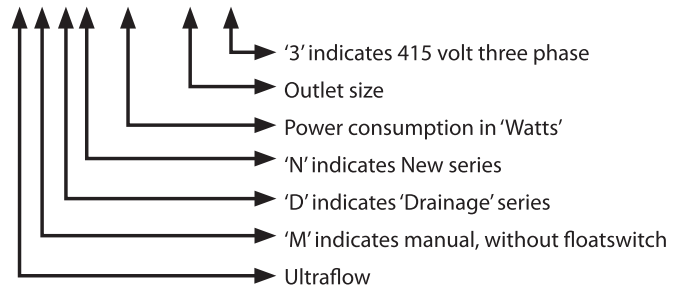 ‘3’ indicates 415 volt three phase
Outlet size
Power consumption in ‘Watts’
‘N’ indicates New series
‘D’ indicates ‘Drainage’ series
‘M’ indicates manual, without floatswitch
Ultraflow